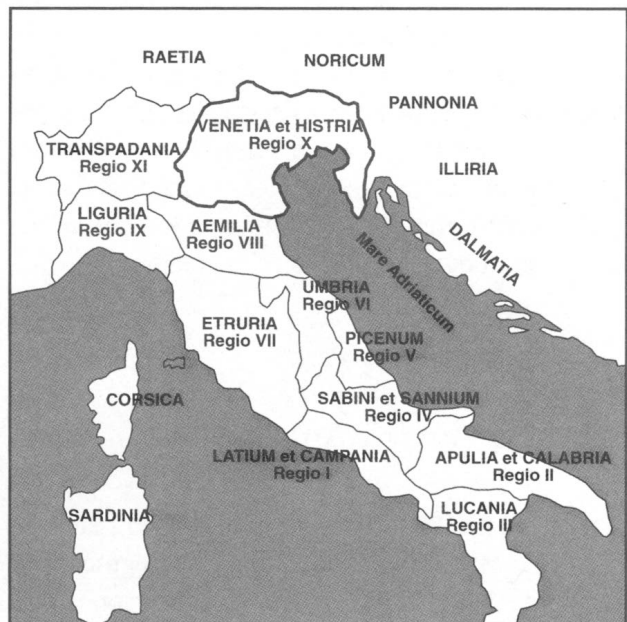 RAETIA
NORICUM
PANNONIA
VENETIA et HISTRIA
Regio X
TRANSPADANIA
Regio XI
ILLIRIA
LIGURIA
Regio IX
AEMILIA
Regio VIII
DALMATIA
Mare Adriaticum
UMBRIA
Regio VI
ETRURIA
Regio VII
PICENUM
Regio V
CORSICA
SABINI et SANNIUM
Regio IV
LATIUM et CAMPANIA
Regio I
APULIA et CALABRIA
Regio II
SARDINIA
LUCANIA
Regio III